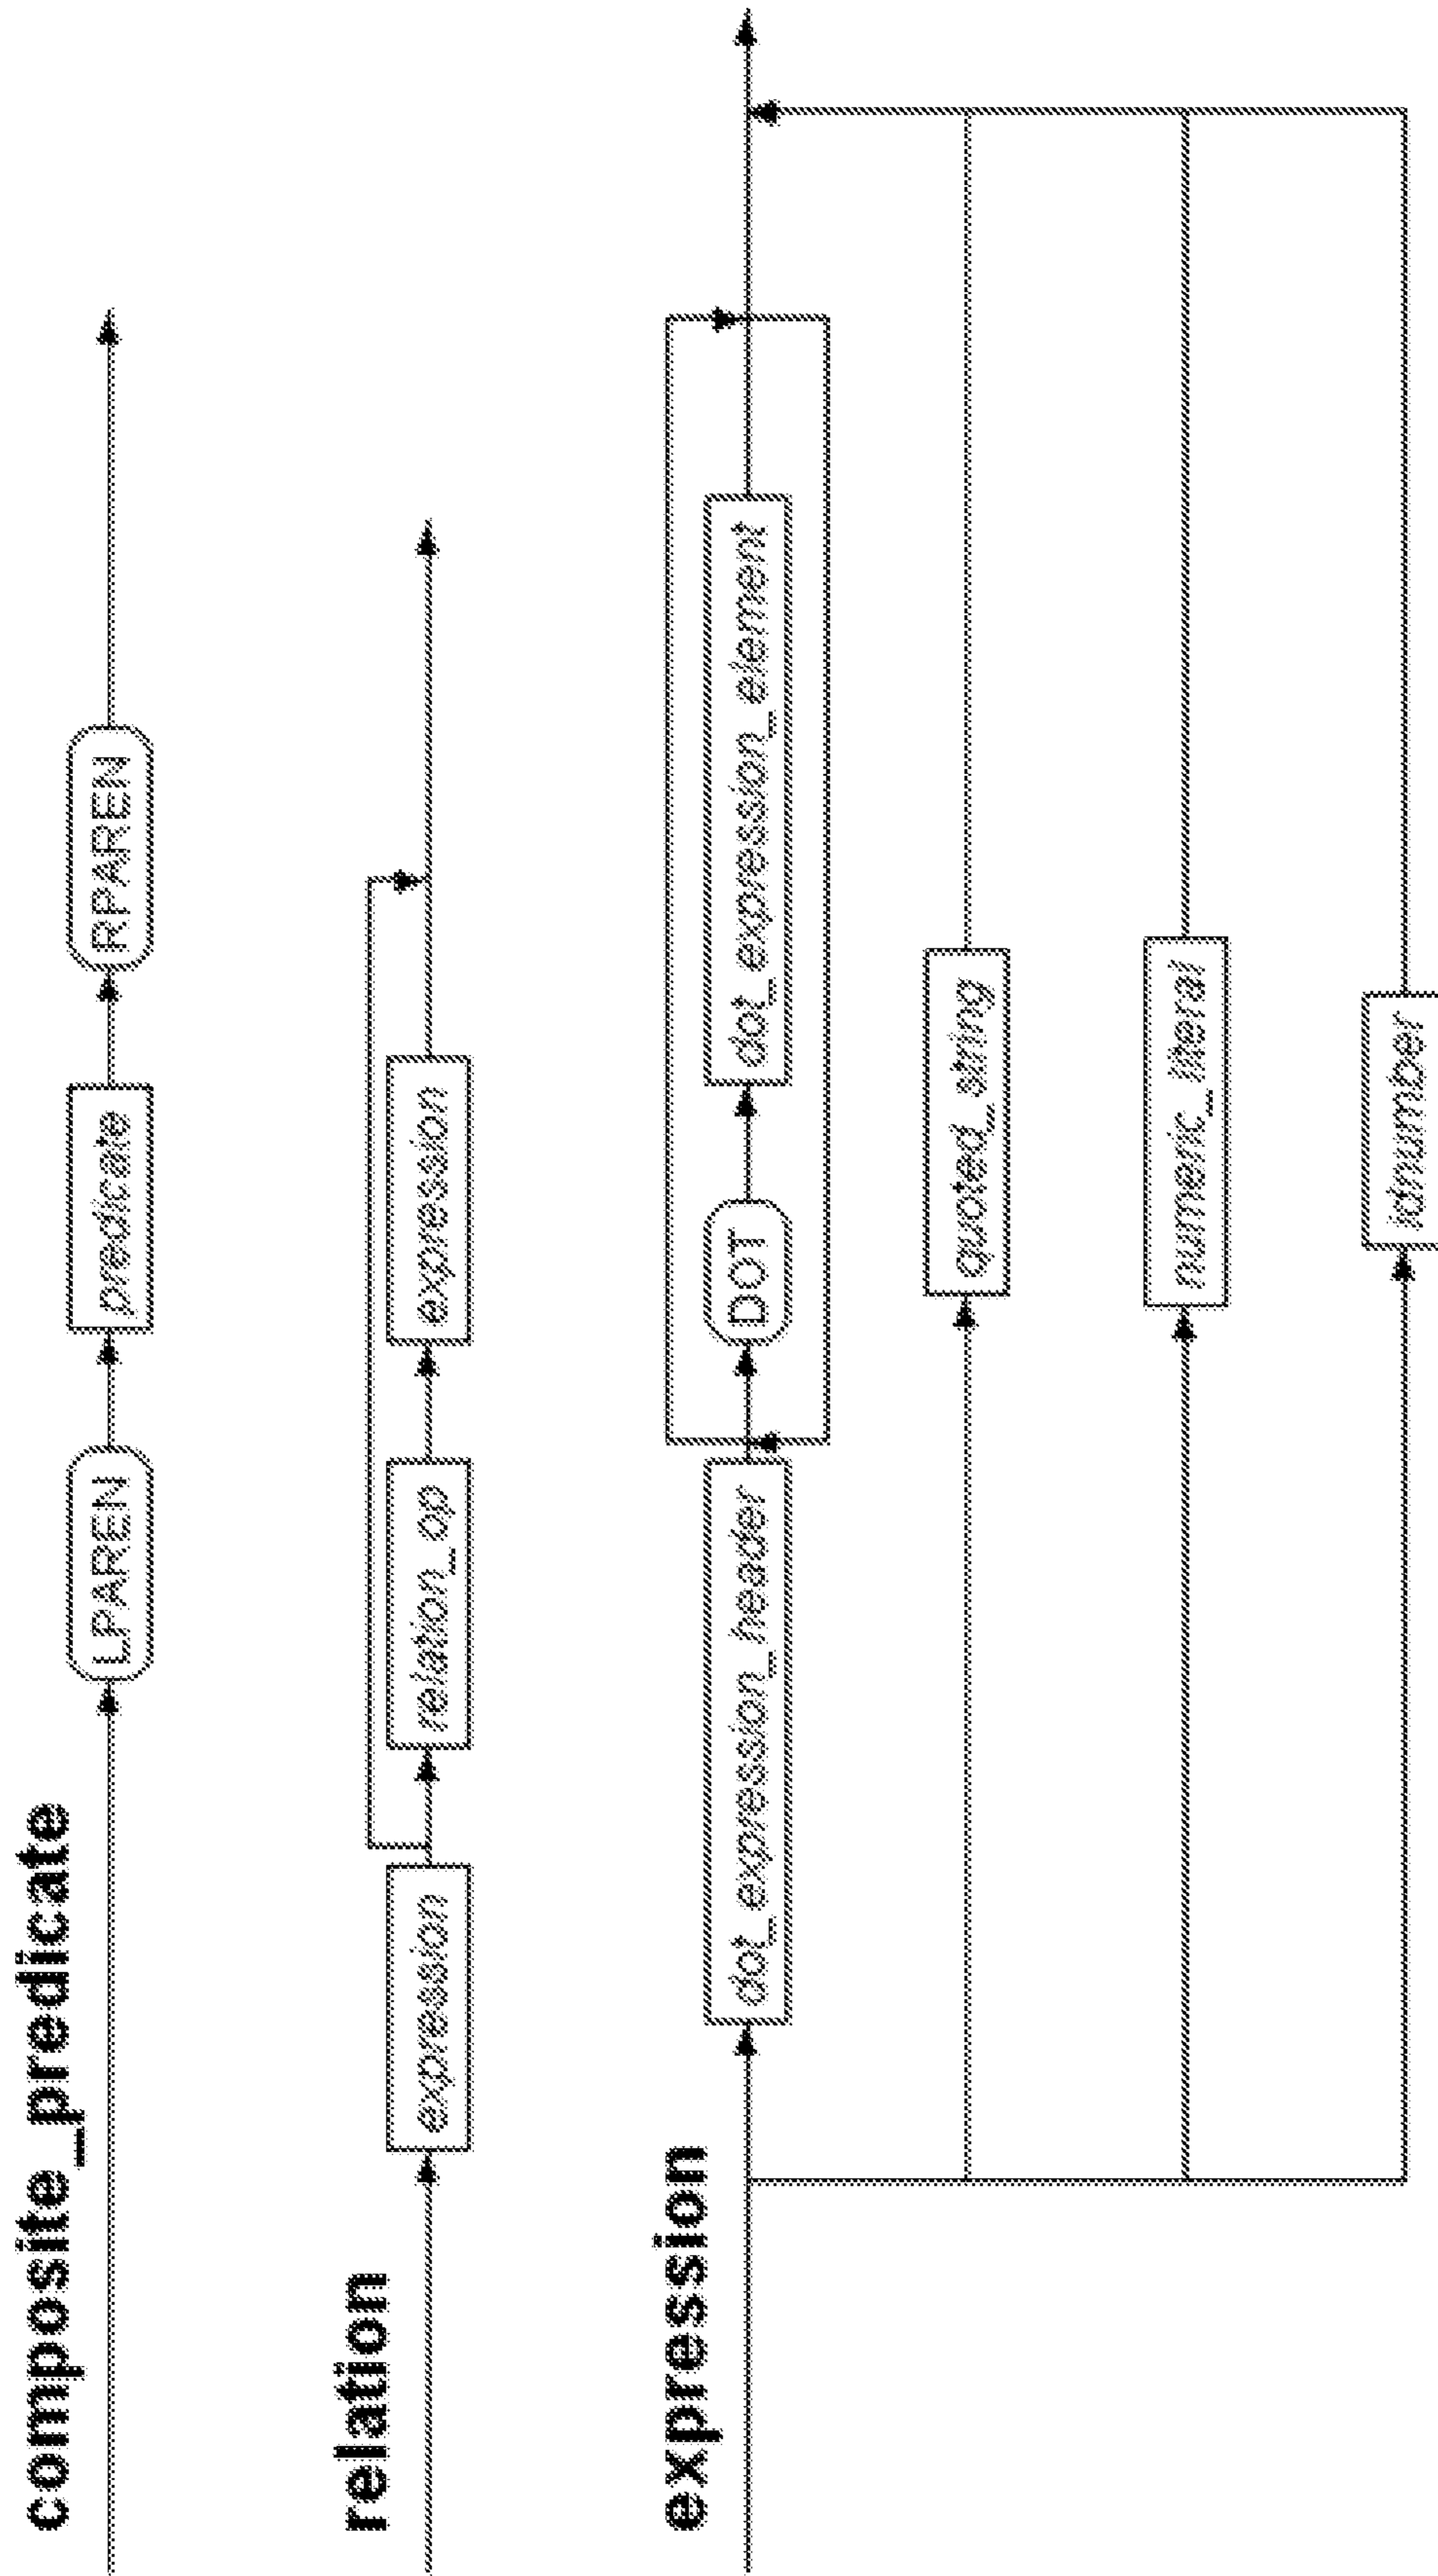 composite_predicate
LPAREN predicate RPAREN
relation
expression relation_op expression
expression
dot_expression_header DOT dot_expression_element
quoted_string
numeric_literal
idnumber